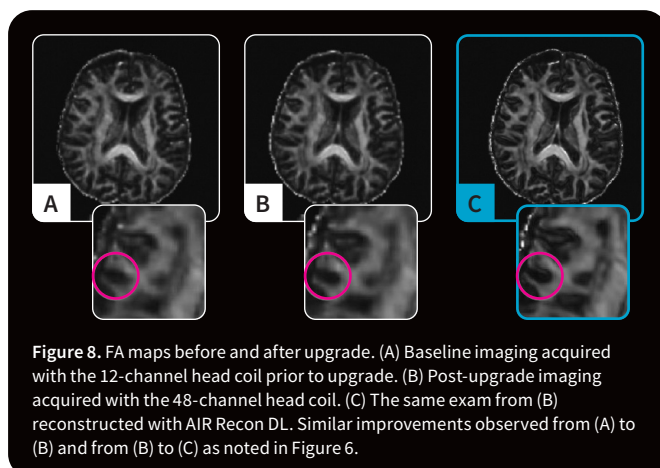 A
B
C
Figure 8. FA maps before and after upgrade. (A) Baseline imaging acquired
with the 12-channel head coil prior to upgrade. (B) Post-upgrade imaging
acquired with the 48-channel head coil. (C) The same exam from (B)
reconstructed with AIR Recon DL. Similar improvements observed from (A) to
(B) and from (B) to (C) as noted in Figure 6.